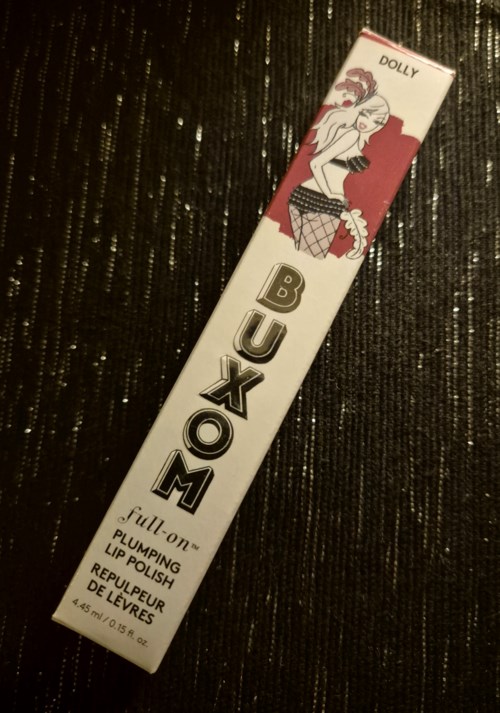 DOLLY
BUXOM
full-on™
PLUMPING
LIP POLISH
REPULPEUR
DE LÈVRES
4.45 ml / 0.15 fl. oz.